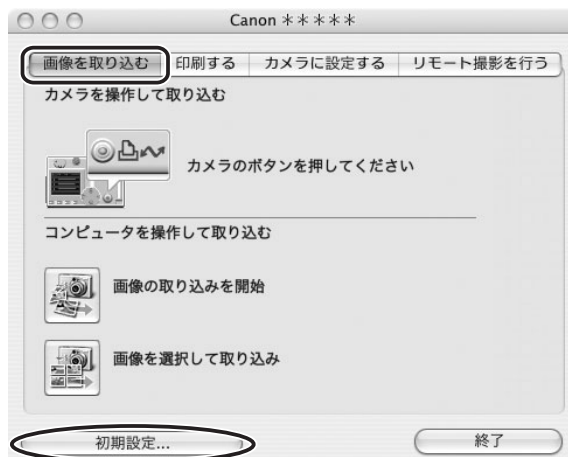 Canon ＊＊＊＊＊
画像を取り込む 印刷する カメラに設定する リモート撮影を行う
カメラを操作して取り込む
カメラのボタンを押してください
コンピュータを操作して取り込む
画像の取り込みを開始
画像を選択して取り込み
初期設定... 終了